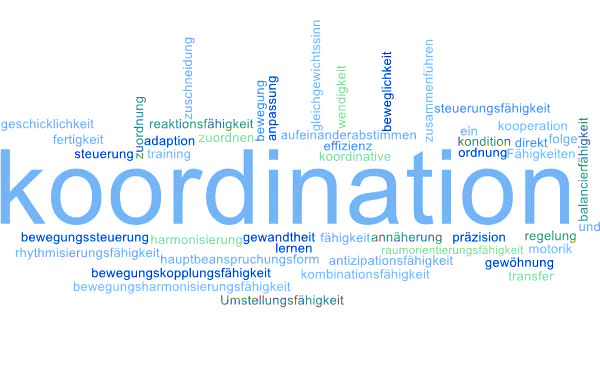 zuschneidung
gleichgewichtssinn
zusammenführen
beweglichkeit
wendigkeit
bewegung
anpassung
zuordnung
balancierfähigkeit
steuerungsfähigkeit
geschicklichkeit
reaktionsfähigkeit
ein
kooperation
fertigkeit
adaption
zuordnen
aufeinanderabstimmen
kondition
direkt
folge
effizienz
steuerung
training
koordinative
ordnung
Fähigkeiten
koordination
und
bewegungssteuerung
harmonisierung
gewandtheit
fähigkeit
annäherung
präzision
regelung
lernen
rhythmisierungsfähigkeit
hauptbeanspruchungsform
antizipationsfähigkeit
raumorientierungsfähigkeit
motorik
gewöhnung
bewegungskopplungsfähigkeit
kombinationsfähigkeit
transfer
bewegungsharmonisierungsfähigkeit
Umstellungsfähigkeit